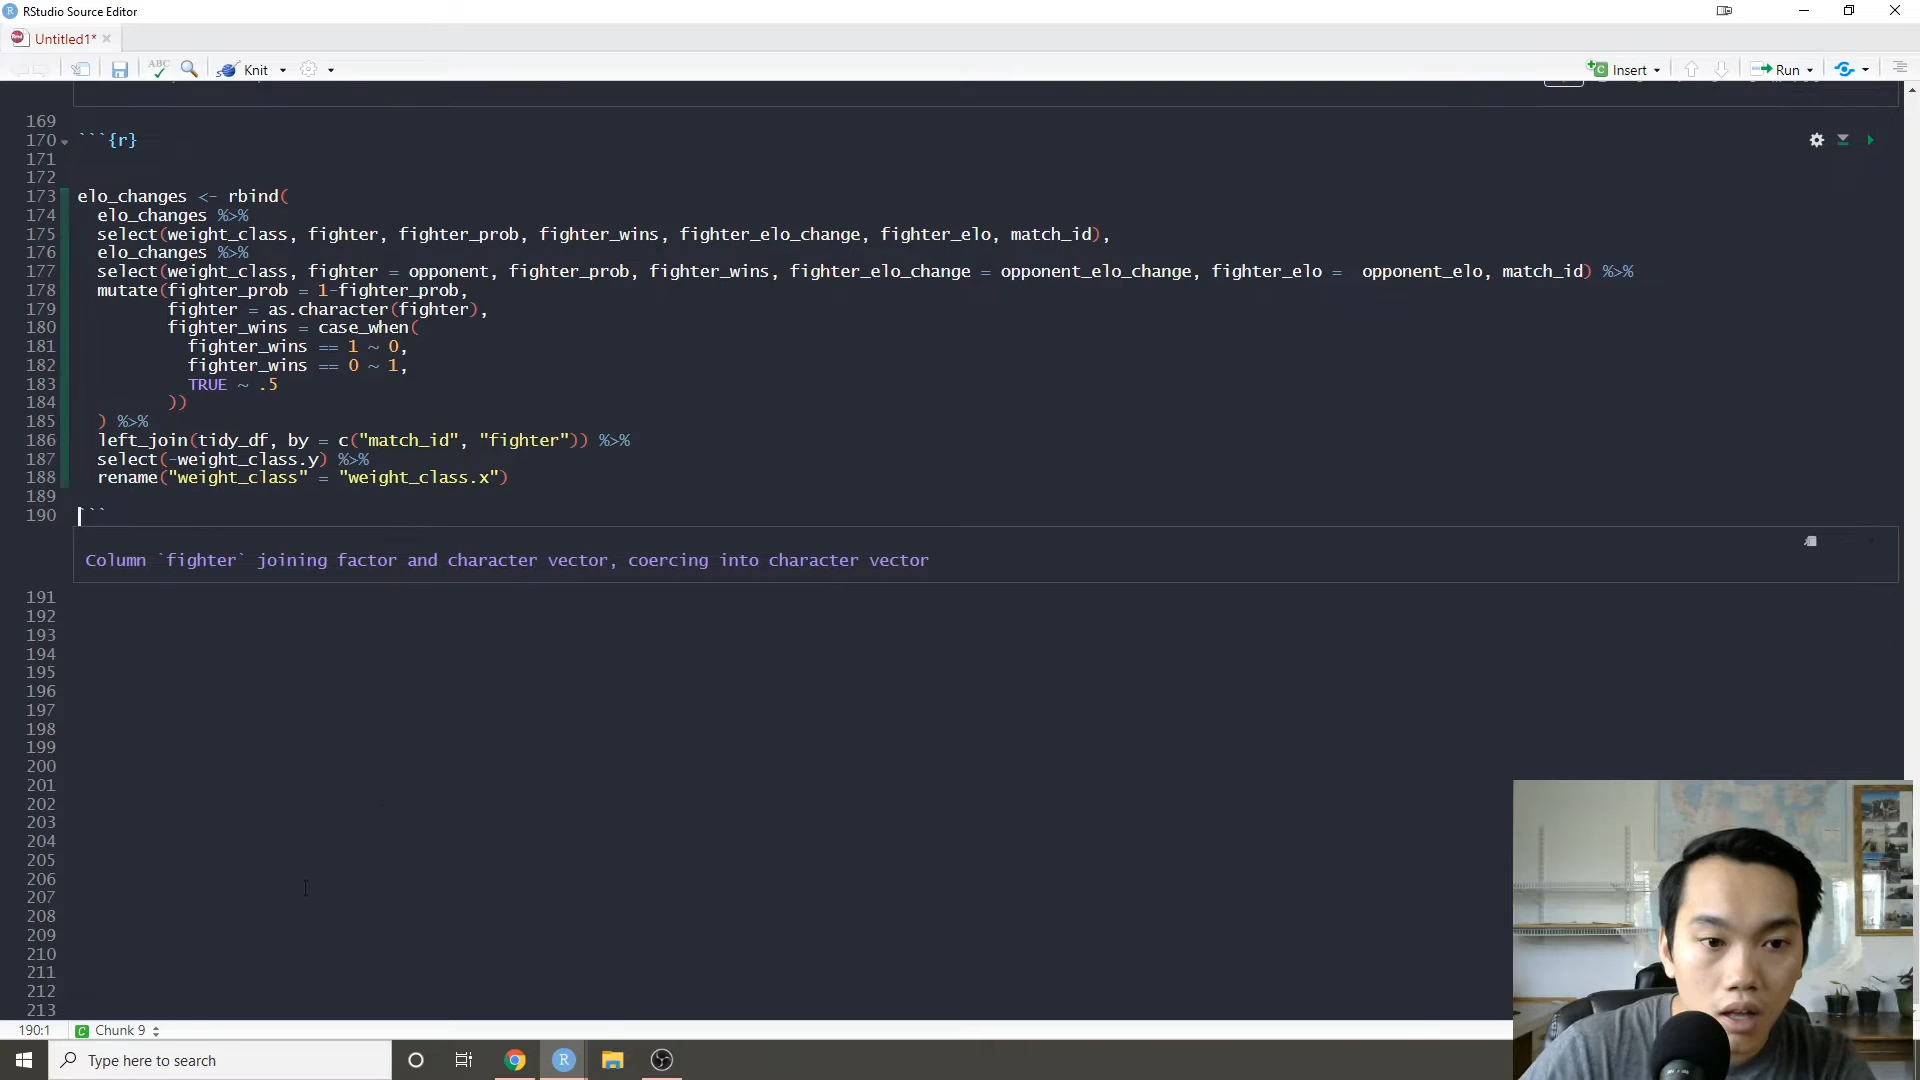 RStudio Source Editor
Untitled1*
ABC
Knit
Insert
Run
169
170 ```{r}
171
172
173 elo_changes <- rbind(
174 elo_changes %>%
175 select(weight_class, fighter, fighter_prob, fighter_wins, fighter_elo_change, fighter_elo, match_id),
176 elo_changes %>%
177 select(weight_class, fighter = opponent, fighter_prob, fighter_wins, fighter_elo_change = opponent_elo_change, fighter_elo =  opponent_elo, match_id) %>%
178 mutate(fighter_prob = 1-fighter_prob,
179 fighter = as.character(fighter),
180 fighter_wins = case_when(
181 fighter_wins == 1 ~ 0,
182 fighter_wins == 0 ~ 1,
183 TRUE ~ .5
184 ))
185 ) %>%
186 left_join(tidy_df, by = c("match_id", "fighter")) %>%
187 select(-weight_class.y) %>%
188 rename("weight_class" = "weight_class.x")
189
190 ```
Column `fighter` joining factor and character vector, coercing into character vector
191
192
193
194
195
196
197
198
199
200
201
202
203
204
205
206
207
208
209
210
211
212
213
190:1 C Chunk 9
Type here to search
R